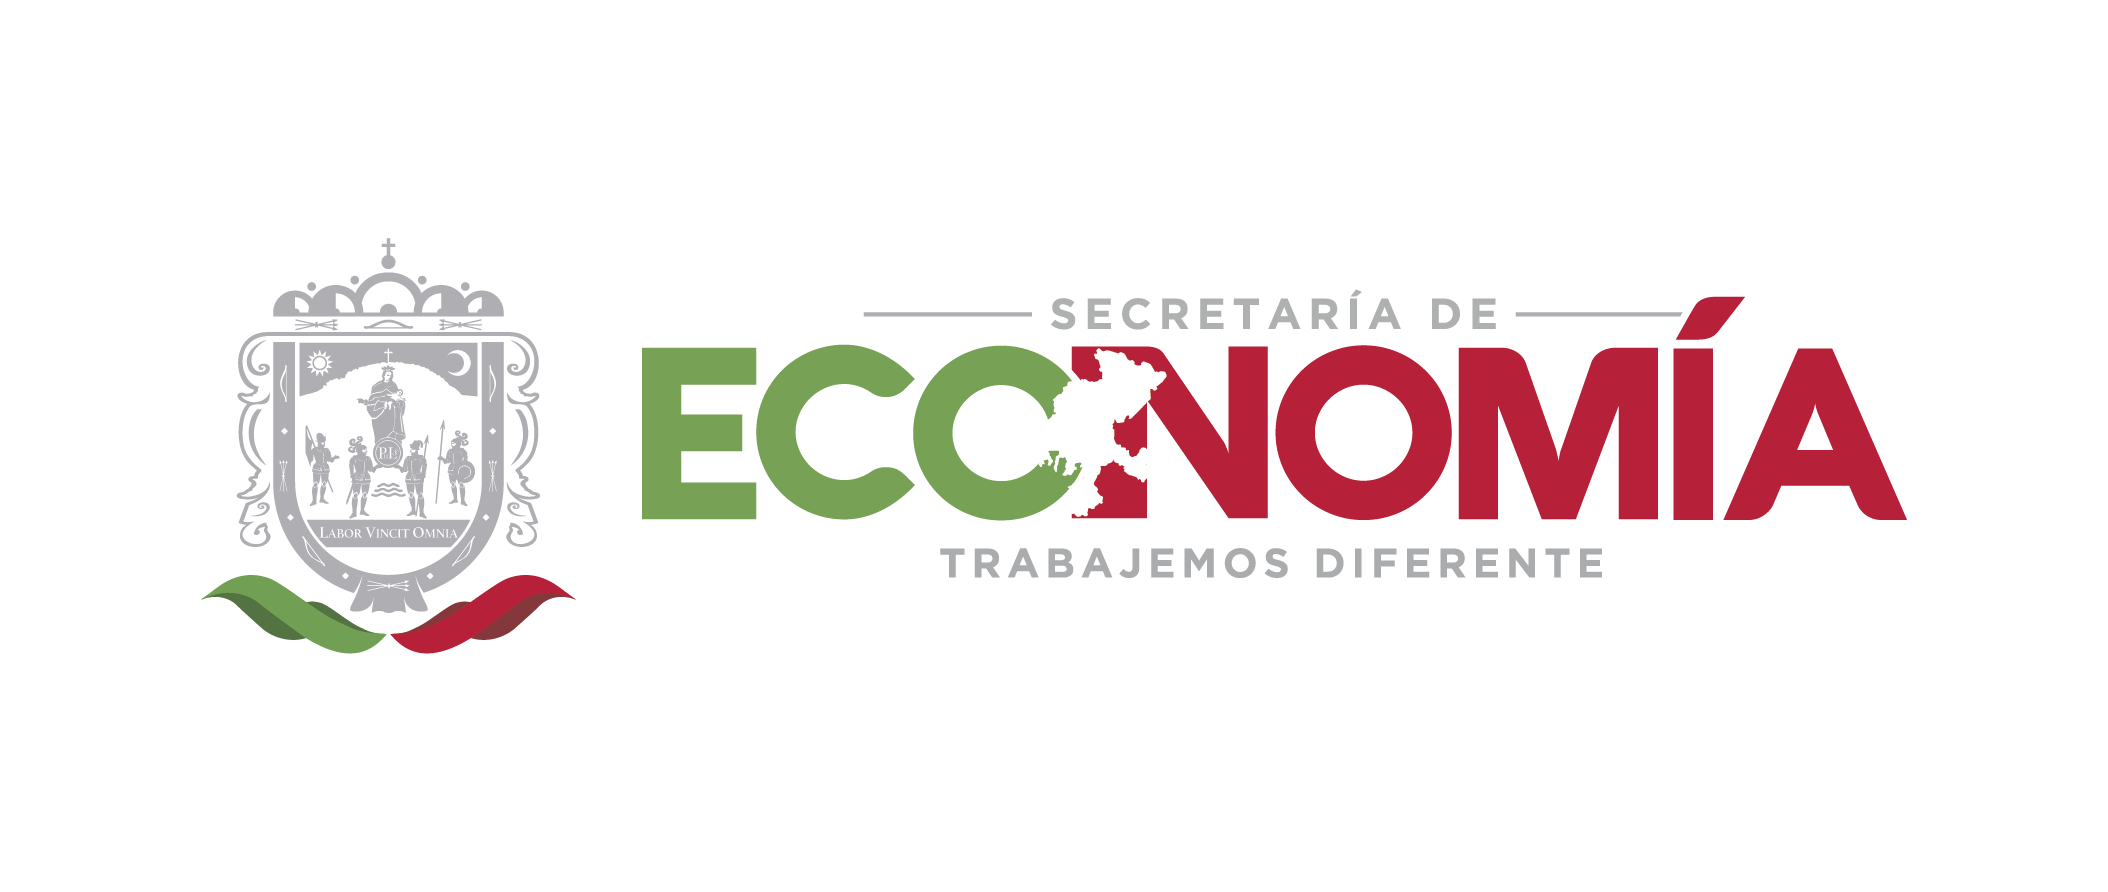 SECRETARÍA DE
ECONOMÍA
TRABAJEMOS DIFERENTE
LABOR VINCIT OMNIA